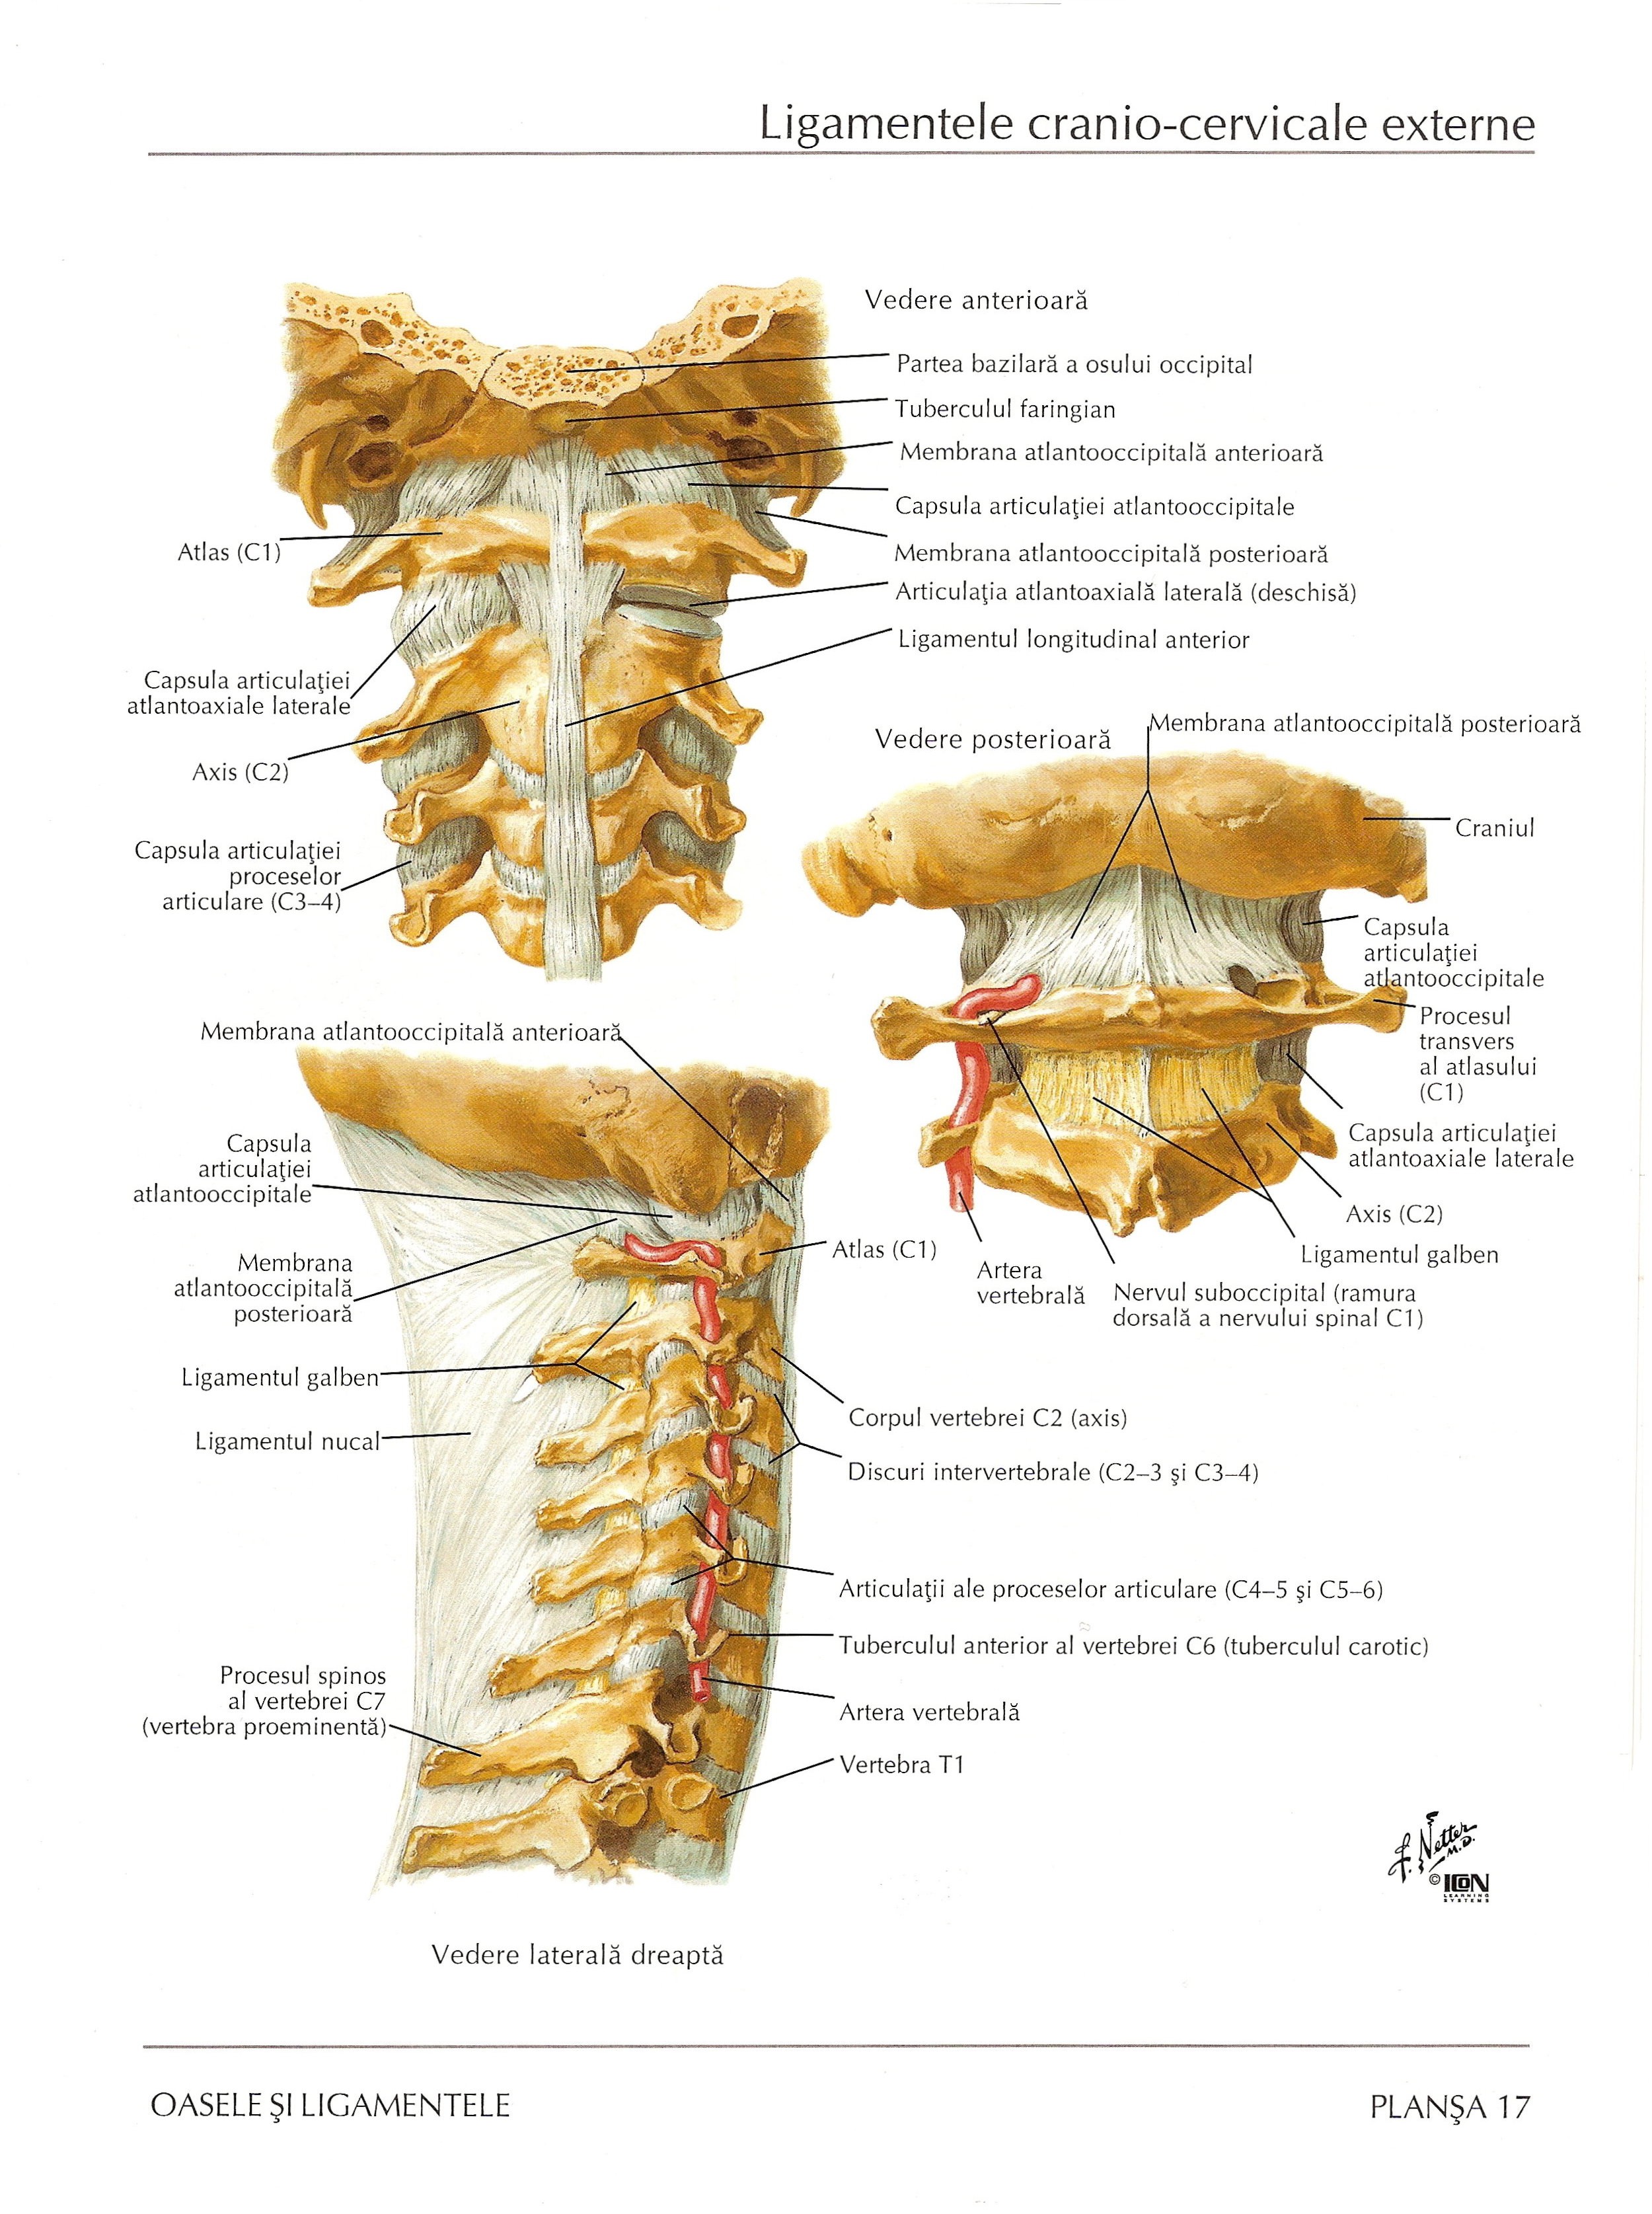 Ligamentele cranio-cervicale externe
Vedere anterioară
Partea bazilară a osului occipital
Tuberculul faringian
Membrana atlantooccipitală anterioară
Capsula articulaţiei atlantooccipitale
Membrana atlantooccipitală posterioară
Articulaţia atlantoaxială laterală (deschisă)
Ligamentul longitudinal anterior
Atlas (C1)
Capsula articulaţiei
atlantoaxiale laterale
Axis (C2)
Capsula articulaţiei
proceselor
articulare (C3–4)
Vedere posterioară
Membrana atlantooccipitală posterioară
Craniul
Capsula
articulaţiei
atlantooccipitale
Procesul
transvers
al atlasului
(C1)
Capsula articulaţiei
atlantoaxiale laterale
Axis (C2)
Ligamentul galben
Nervul suboccipital (ramura
dorsală a nervului spinal C1)
Artera
vertebrală
Membrana atlantooccipitală anterioară
Capsula
articulaţiei
atlantooccipitale
Membrana
atlantooccipitală
posterioară
Ligamentul galben
Ligamentul nucal
Procesul spinos
al vertebrei C7
(vertebra proeminentă)
Atlas (C1)
Corpul vertebrei C2 (axis)
Discuri intervertebrale (C2–3 şi C3–4)
Articulaţii ale proceselor articulare (C4–5 şi C5–6)
Tuberculul anterior al vertebrei C6 (tuberculul carotic)
Artera vertebrală
Vertebra T1
Vedere laterală dreaptă
F. Netter
M.D.
© ICON
LEARNING
SYSTEMS
OASELE ŞI LIGAMENTELE
PLANŞA 17